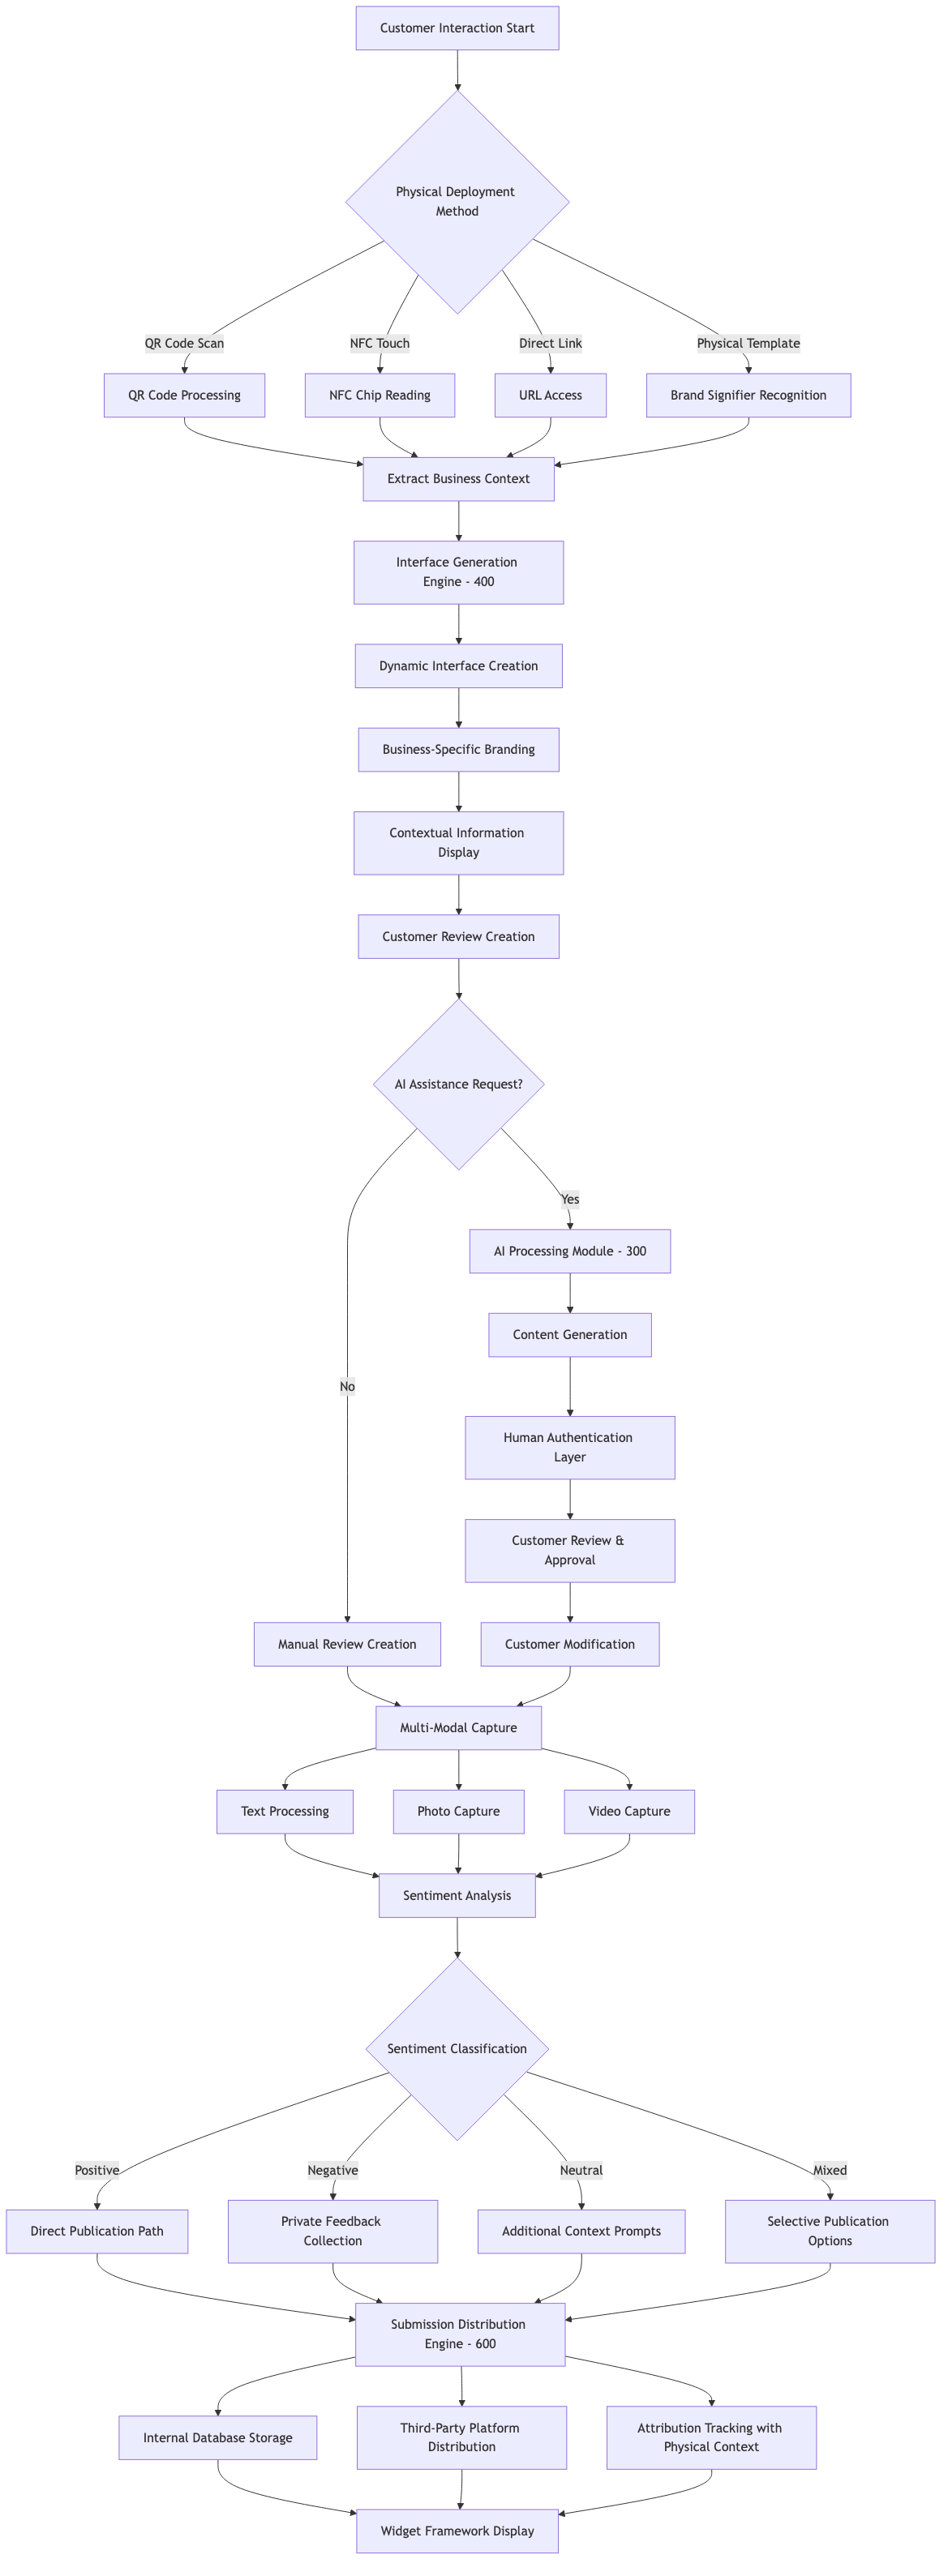 Customer Interaction Start
Physical Deployment
Method
QR Code Scan
NFC Touch
Direct Link
Physical Template
QR Code Processing
NFC Chip Reading
URL Access
Brand Signifier Recognition
Extract Business Context
Interface Generation
Engine - 400
Dynamic Interface Creation
Business-Specific Branding
Contextual Information
Display
Customer Review Creation
AI Assistance Request?
Yes
AI Processing Module - 300
Content Generation
No
Human Authentication
Layer
Customer Review &
Approval
Manual Review Creation
Customer Modification
Multi-Modal Capture
Text Processing
Photo Capture
Video Capture
Sentiment Analysis
Sentiment Classification
Positive
Negative
Neutral
Mixed
Direct Publication Path
Private Feedback
Collection
Additional Context Prompts
Selective Publication
Options
Submission Distribution
Engine - 600
Internal Database Storage
Third-Party Platform
Distribution
Attribution Tracking with
Physical Context
Widget Framework Display